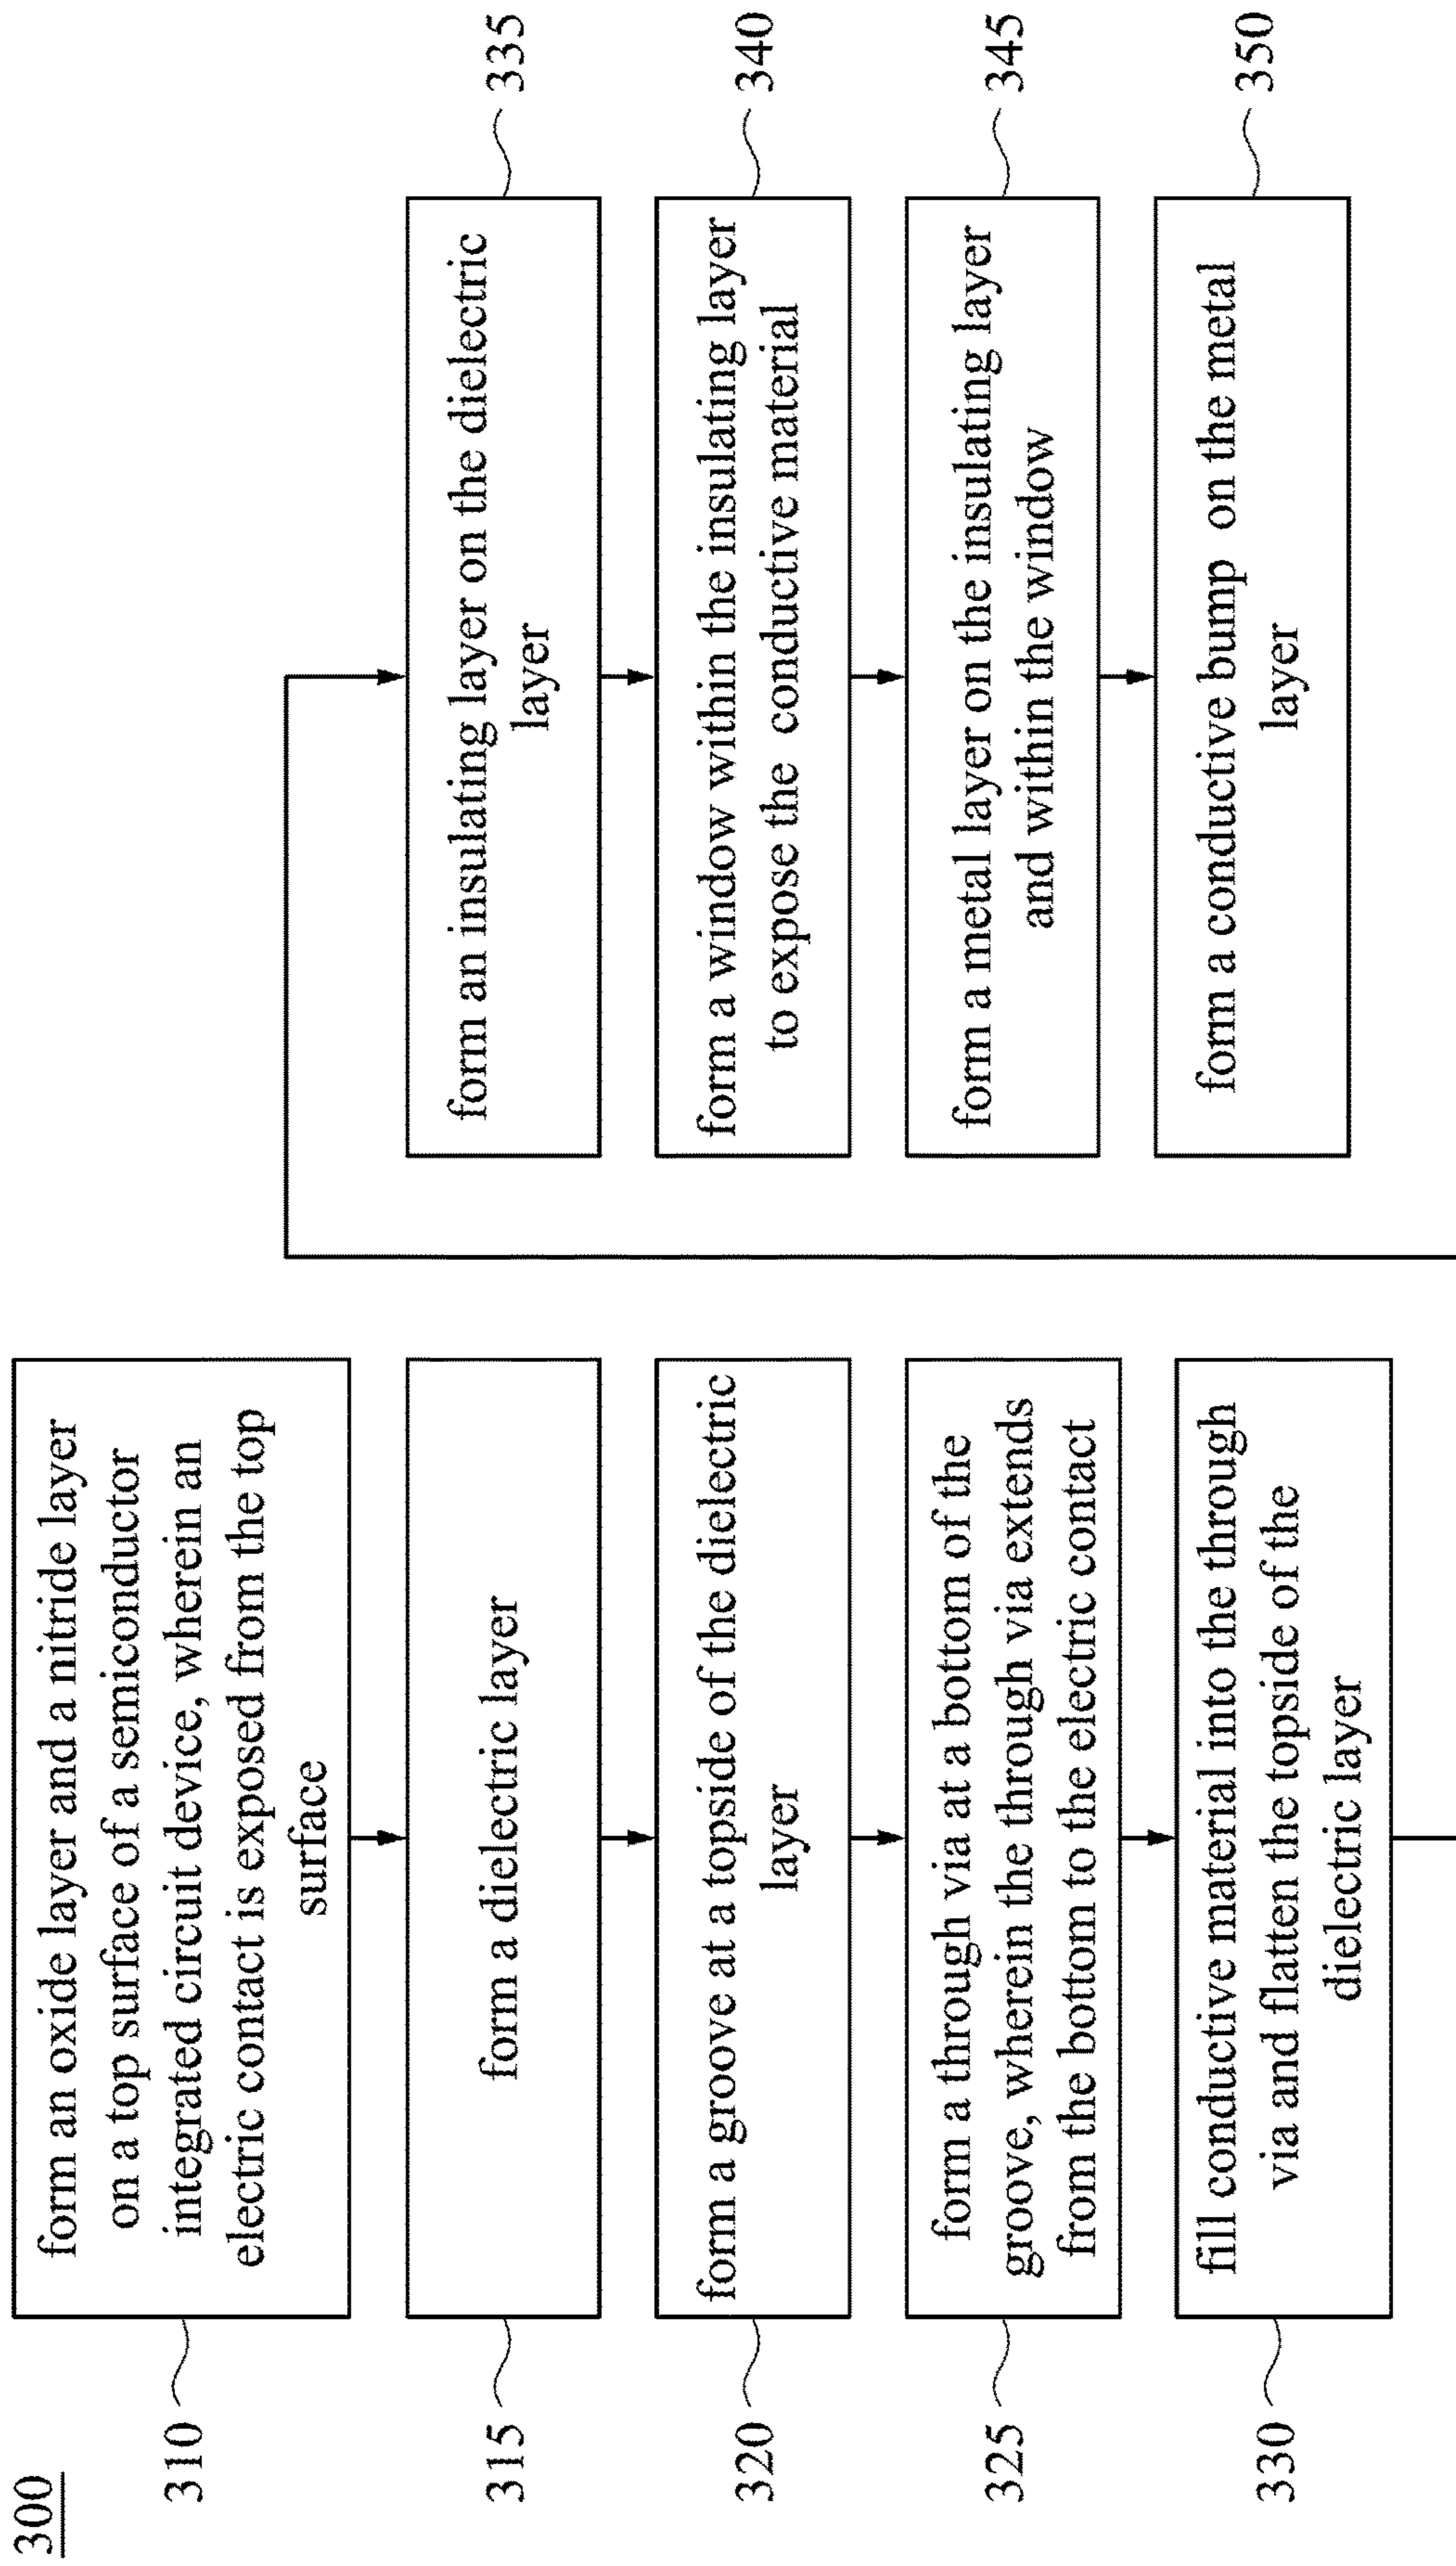 300
310
form an oxide layer and a nitride layer
on a top surface of a semiconductor
integrated circuit device, wherein an
electric contact is exposed from the top
surface
315
form a dielectric layer
320
form a groove at a topside of the dielectric
layer
325
form a through via at a bottom of the
groove, wherein the through via extends
from the bottom to the electric contact
330
fill conductive material into the through
via and flatten the topside of the
dielectric layer
form an insulating layer on the dielectric
layer
335
form a window within the insulating layer
to expose the conductive material
340
form a metal layer on the insulating layer
and within the window
345
form a conductive bump on the metal
layer
350